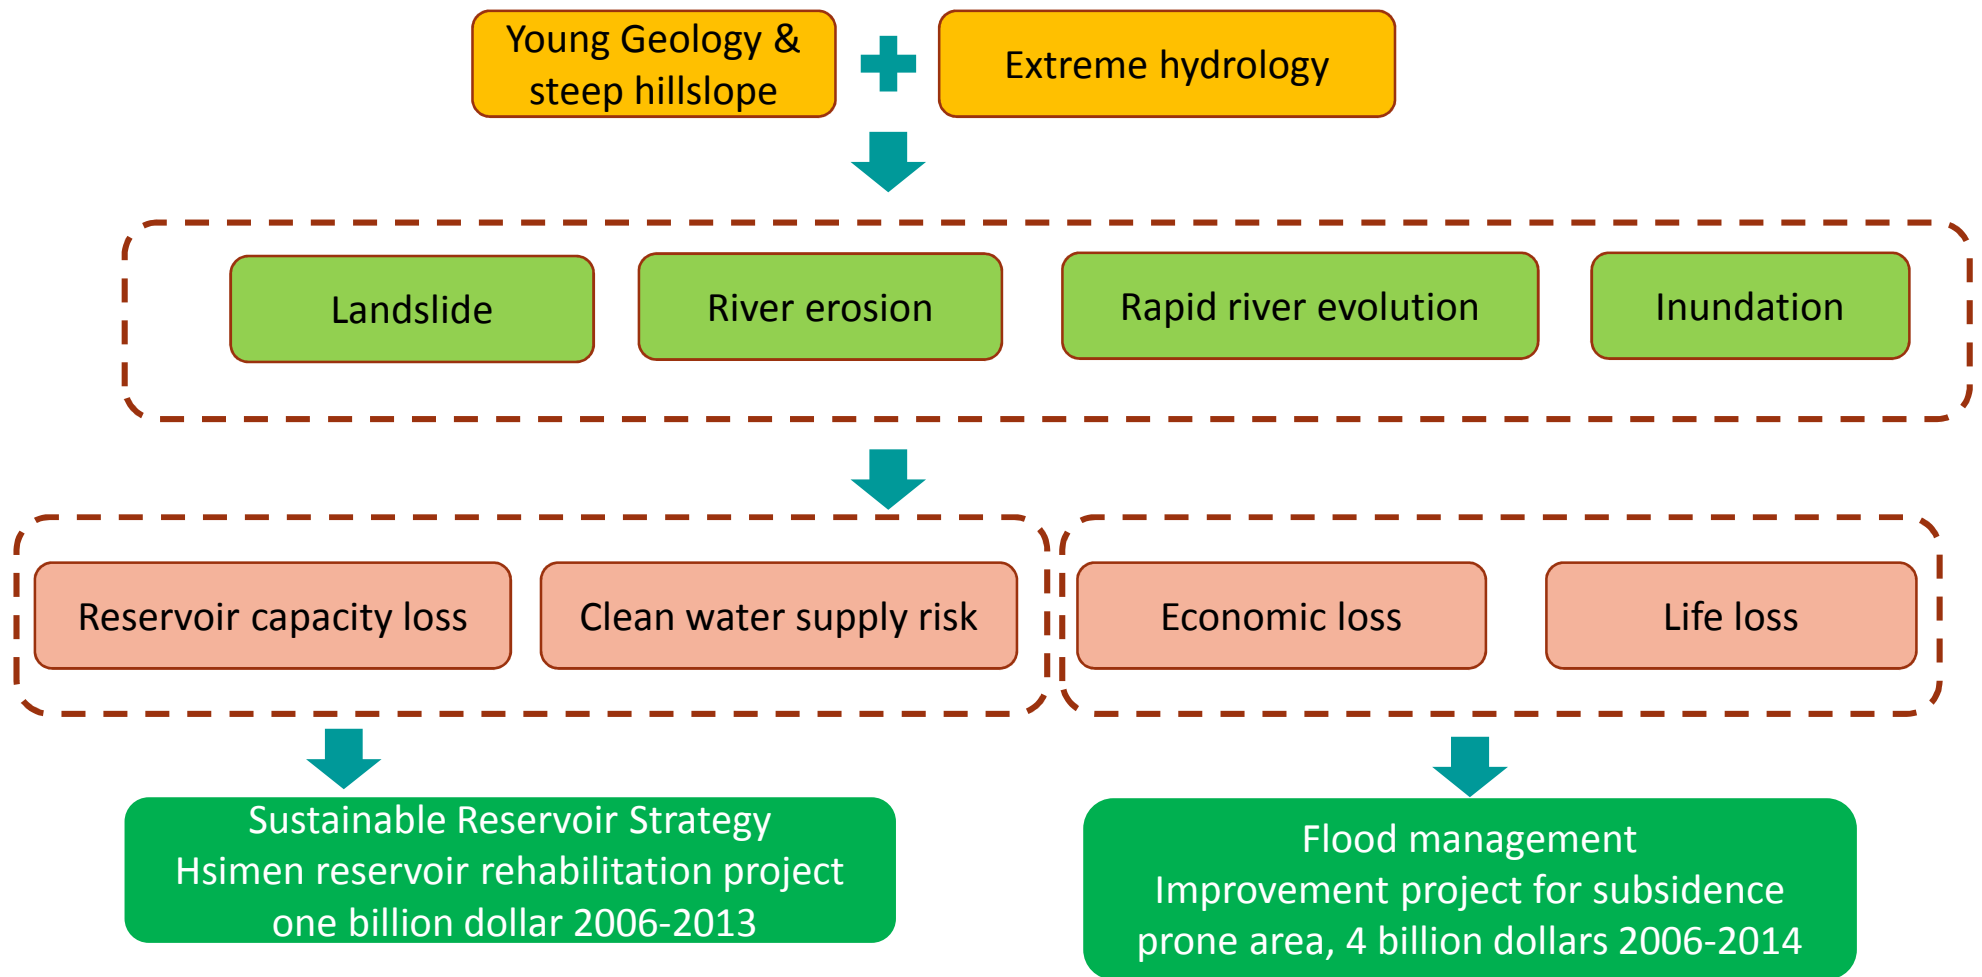 Young Geology &
steep hillslope
Extreme hydrology
Landslide
River erosion
Rapid river evolution
Inundation
Reservoir capacity loss
Clean water supply risk
Economic loss
Life loss
Sustainable Reservoir Strategy
Hsimen reservoir rehabilitation project
one billion dollar 2006-2013
Flood management
Improvement project for subsidence
prone area, 4 billion dollars 2006-2014